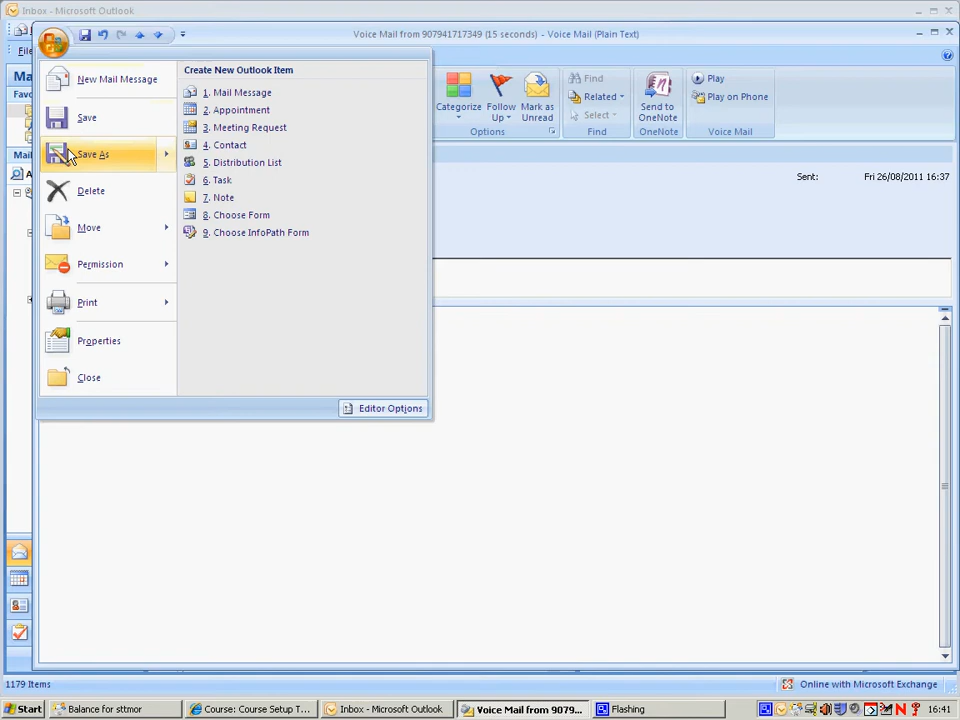 Inbox - Microsoft Outlook
Voice Mail from 907941717349 (15 seconds) - Voice Mail (Plain Text)
File
Mai
Favo
Mail
New Mail Message
Save
Save As
Delete
Move
Permission
Print
Properties
Close
Create New Outlook Item
1. Mail Message
2. Appointment
3. Meeting Request
4. Contact
5. Distribution List
6. Task
7. Note
8. Choose Form
9. Choose InfoPath Form
Editor Options
Categorize
Follow Up
Mark as Unread
Options
Find
Related
Select
Find
Send to OneNote
OneNote
Play
Play on Phone
Voice Mail
Sent: Fri 26/08/2011 16:37
1179 Items
Online with Microsoft Exchange
Start
Balance for sttmor
Course: Course Setup T...
Inbox - Microsoft Outlook
Voice Mail from 9079...
Flashing
16:41